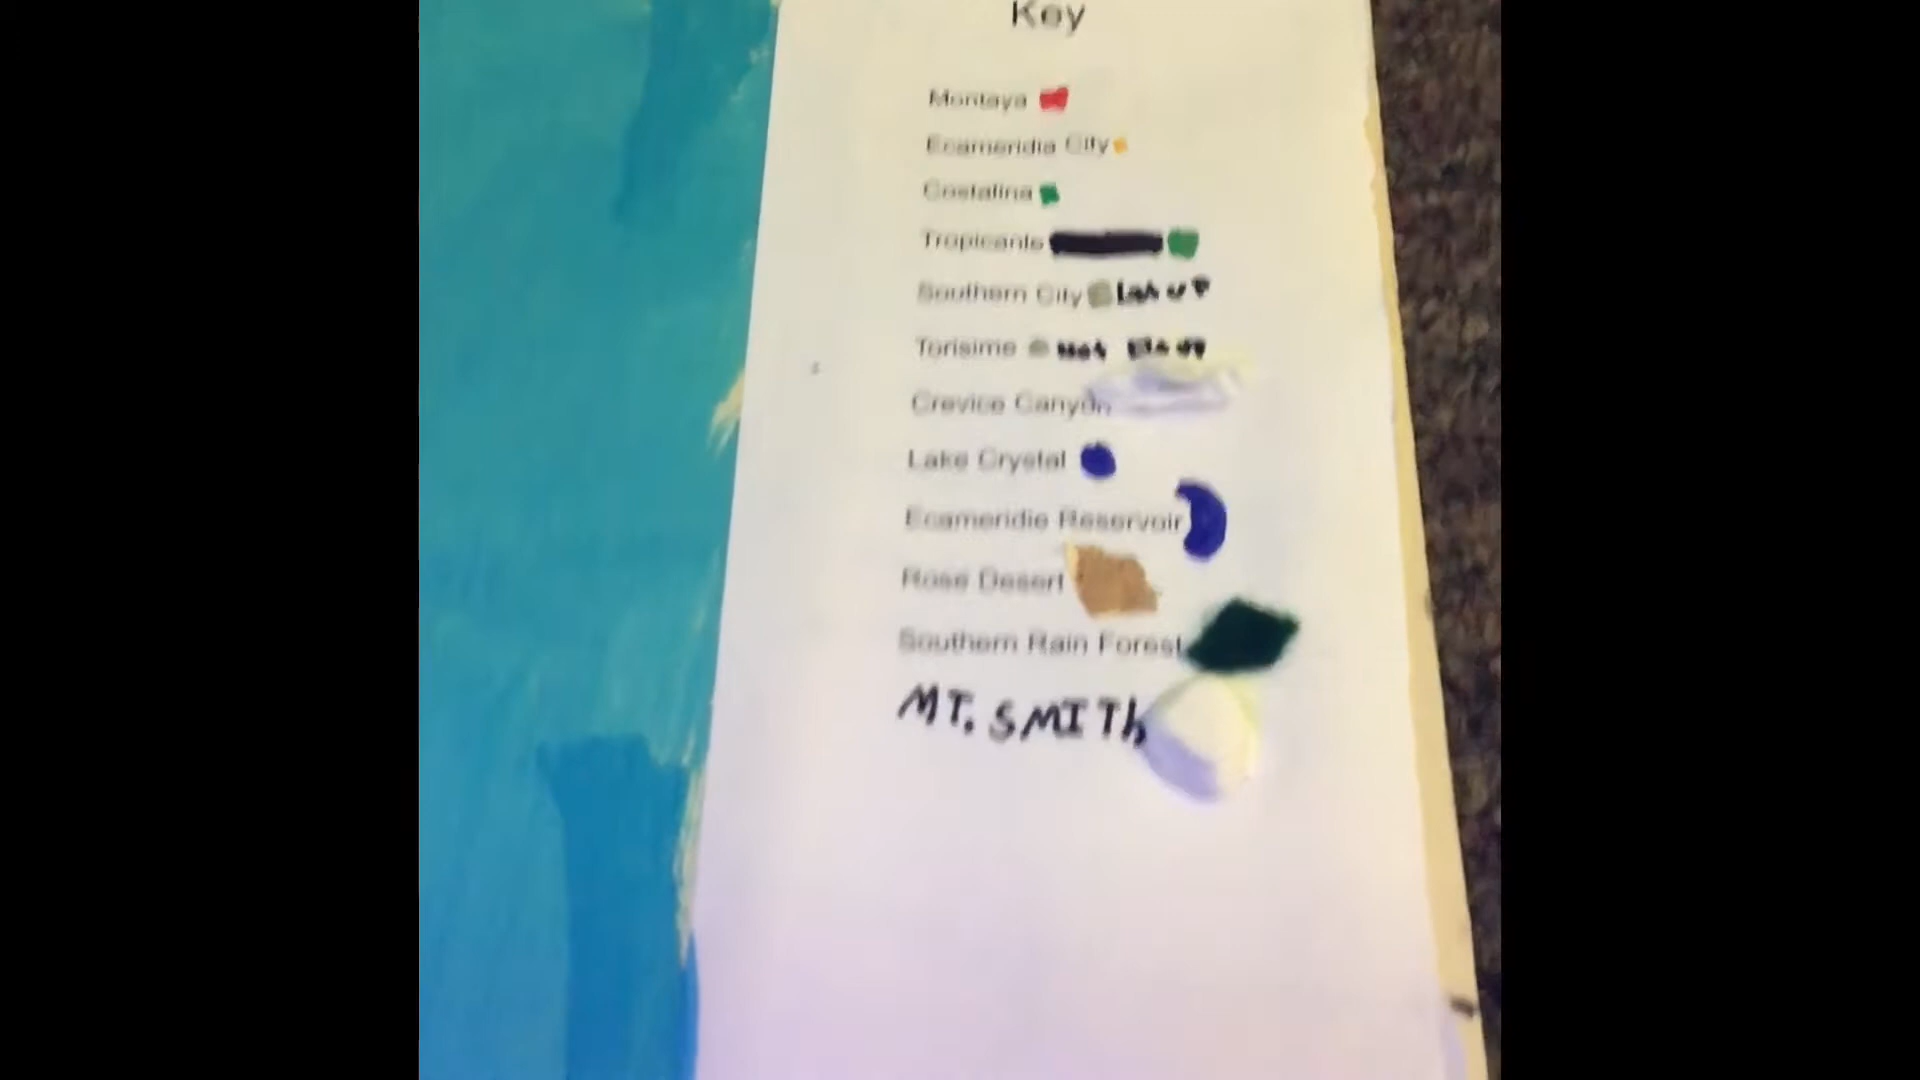 Key
Montaya
Ecameridia City
Costalina
Tropicante
Southern City
Torisime
Crevice Canyon
Lake Crystal
Ecameridie Reservoir
Rose Desert
Southern Rain Forest
MT. SMITh